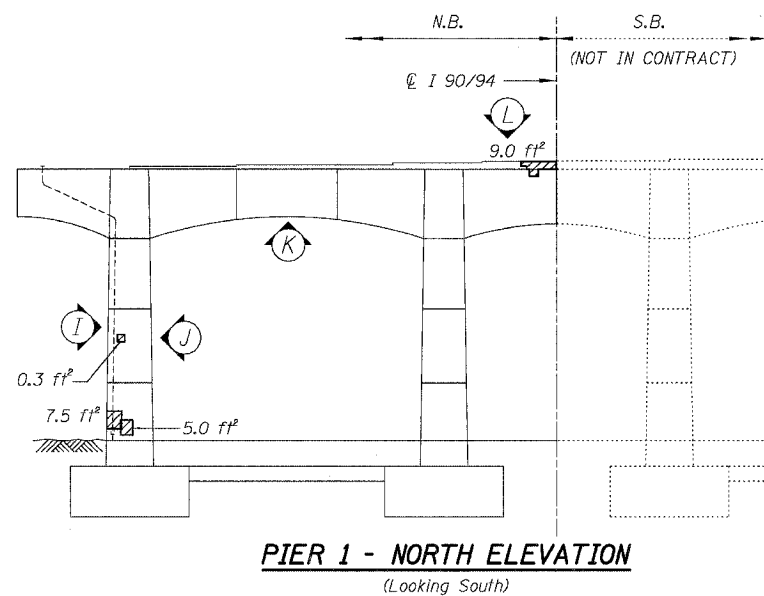 N.B.
S.B.
(NOT IN CONTRACT)
℄ I 90/94
L
9.0 ft²
K
I
J
0.3 ft²
7.5 ft²
5.0 ft²
PIER 1 - NORTH ELEVATION
(Looking South)